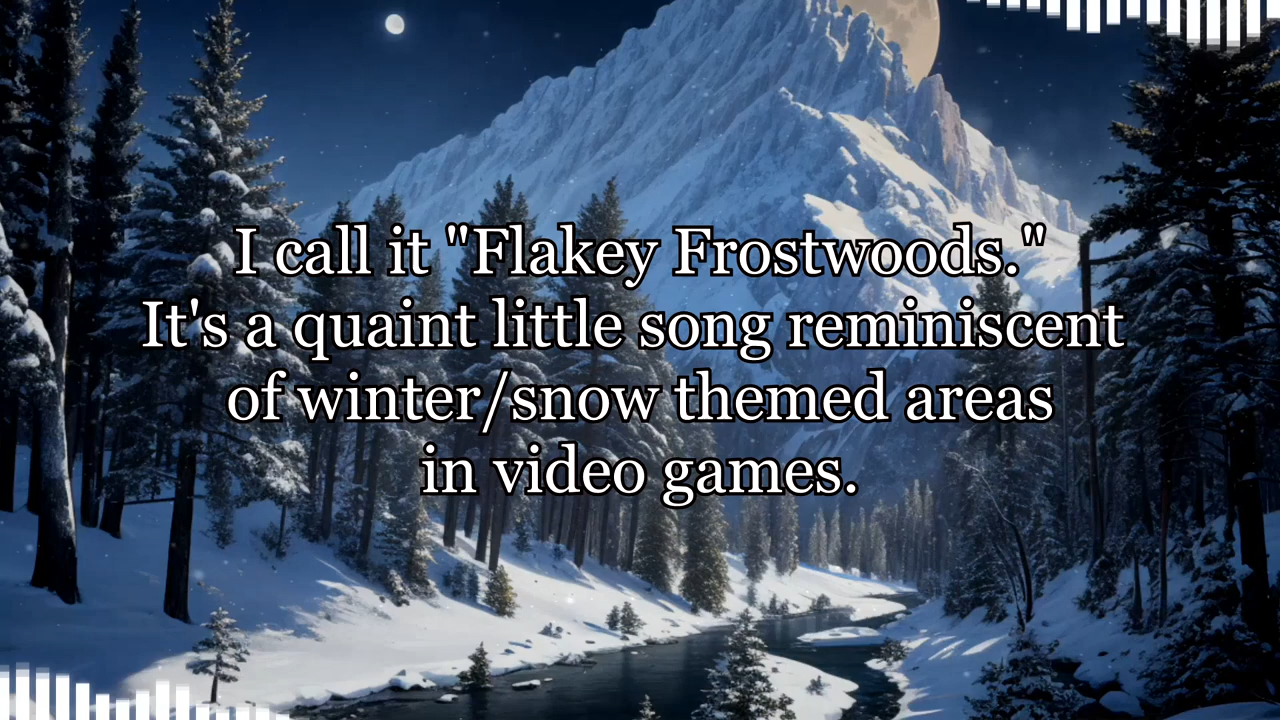 I call it "Flakey Frostwoods."
It's a quaint little song reminiscent
of winter/snow themed areas
in video games.